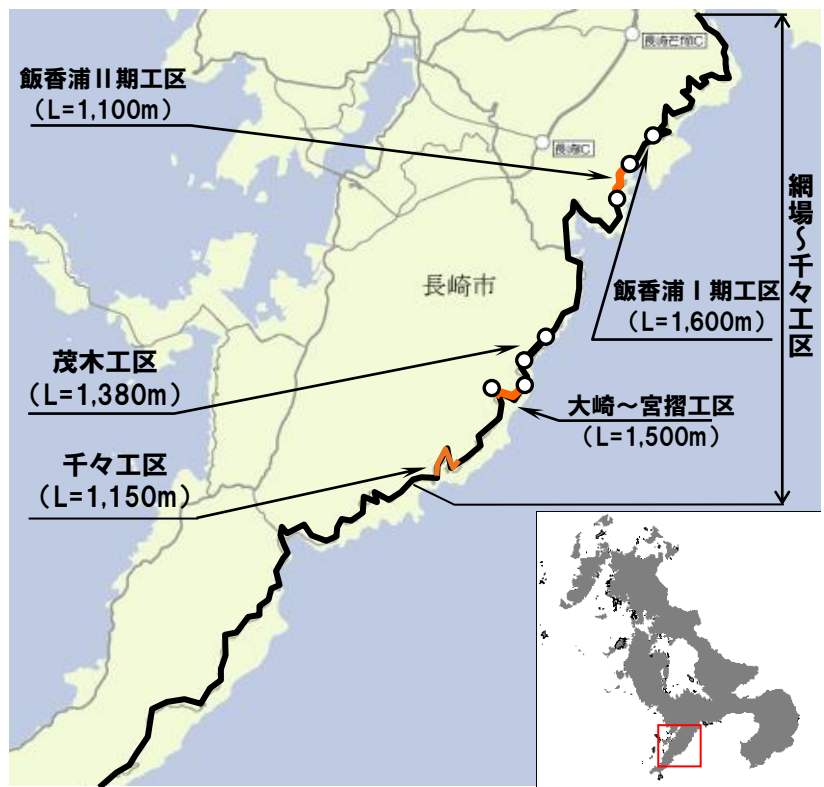 長崎芒塚IC
飯香浦Ⅱ期工区
(L=1,100m)
長崎IC
網場~千々工区
長崎市
飯香浦Ⅰ期工区
(L=1,600m)
茂木工区
(L=1,380m)
大崎~宮摺工区
(L=1,500m)
千々工区
(L=1,150m)